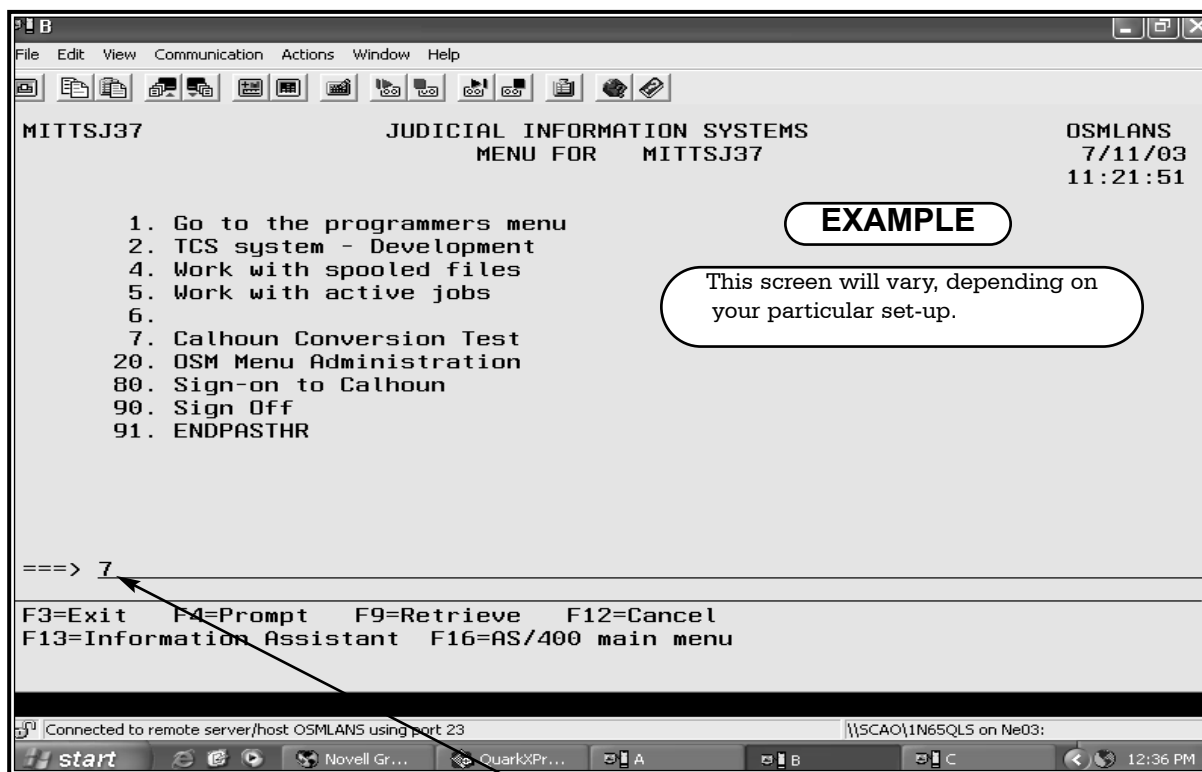 B
File Edit View Communication Actions Window Help
MITTSJ37 JUDICIAL INFORMATION SYSTEMS OSMLANS
MENU FOR MITTSJ37 7/11/03
11:21:51
1. Go to the programmers menu
2. TCS system - Development
4. Work with spooled files
5. Work with active jobs
6.
7. Calhoun Conversion Test
20. OSM Menu Administration
80. Sign-on to Calhoun
90. Sign Off
91. ENDPASTHR
EXAMPLE
This screen will vary, depending on
your particular set-up.
===> 7
F3=Exit F4=Prompt F9=Retrieve F12=Cancel
F13=Information Assistant F16=AS/400 main menu
Connected to remote server/host OSMLANS using port 23 \\SCAO\1N65QLS on Ne03:
start Novell Gr... QuarkXPr... A B C 12:36 PM